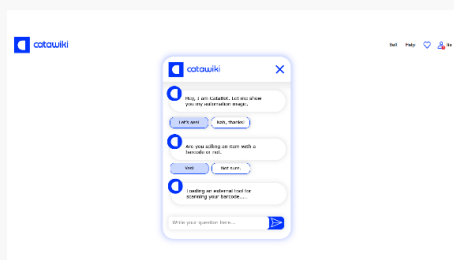 catawiki
Sell Help
catawiki
Hey, I am CataBot. Let me show
you my automation magic.
Let's see! Nah, thanks!
Are you selling an item with a
barcode or not.
Yes! Not sure.
Loading an external tool for
scanning your barcode.....
Write your question here...